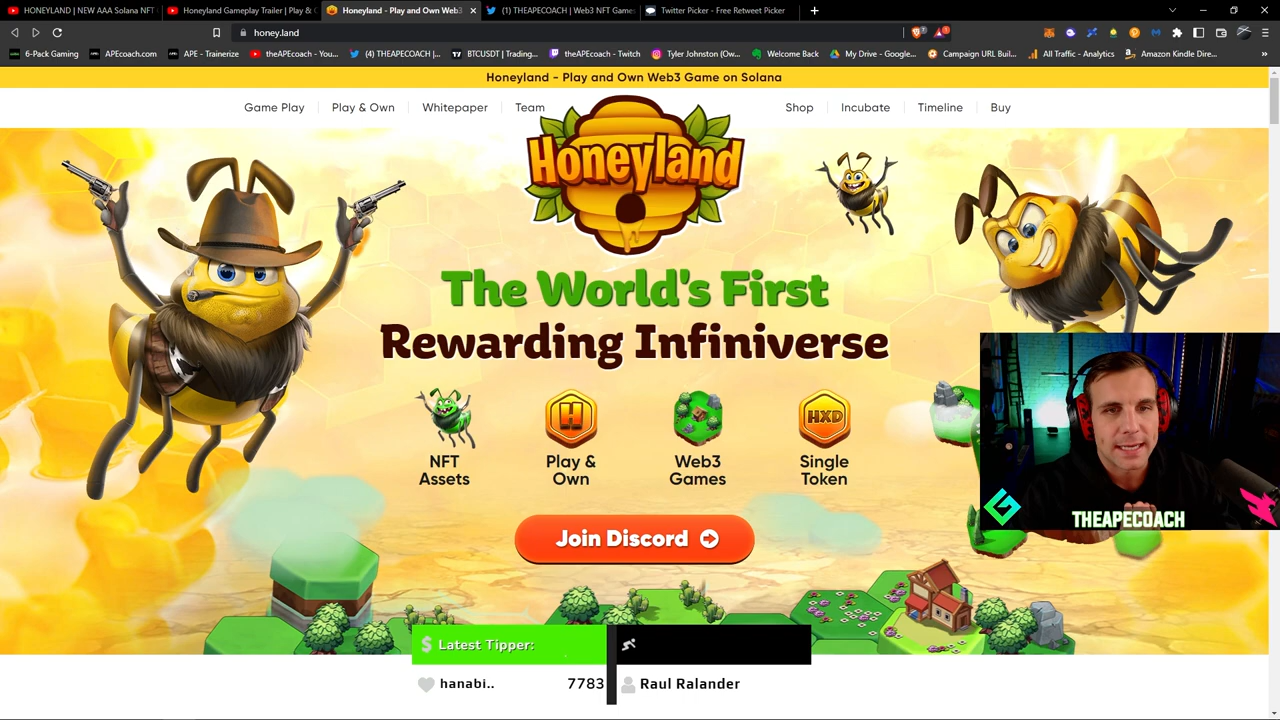 HONEYLAND | NEW AAA Solana NFT
Honeyland Gameplay Trailer | Play &
Honeyland - Play and Own Web3
(1) THEAPECOACH | Web3 NFT Games
Twitter Picker - Free Retweet Picker
honey.land
6-Pack Gaming
APEcoach.com
APE - Trainerize
theAPEcoach - You...
(4) THEAPECOACH |...
BTCUSDT | Trading...
theAPEcoach - Twitch
Tyler Johnston (Ow...
Welcome Back
My Drive - Google...
Campaign URL Buil...
All Traffic - Analytics
Amazon Kindle Dire...
Honeyland - Play and Own Web3 Game on Solana
Game Play
Play & Own
Whitepaper
Team
Shop
Incubate
Timeline
Buy
Honeyland
The World's First
Rewarding Infiniverse
H
HXD
NFT
Assets
Play &
Own
Web3
Games
Single
Token
Join Discord
THEAPECOACH
$ Latest Tipper:
hanabi..
7783
Raul Ralander